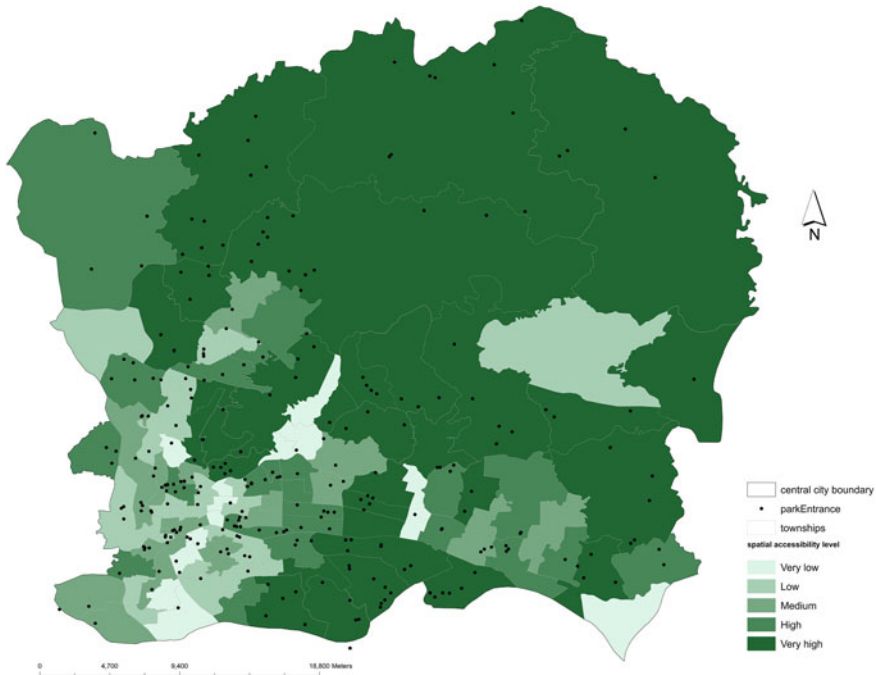 N
central city boundary
parkEntrance
townships
spatial accessibility level
Very low
Low
Medium
High
Very high
0 4,700 9,400 18,800 Meters